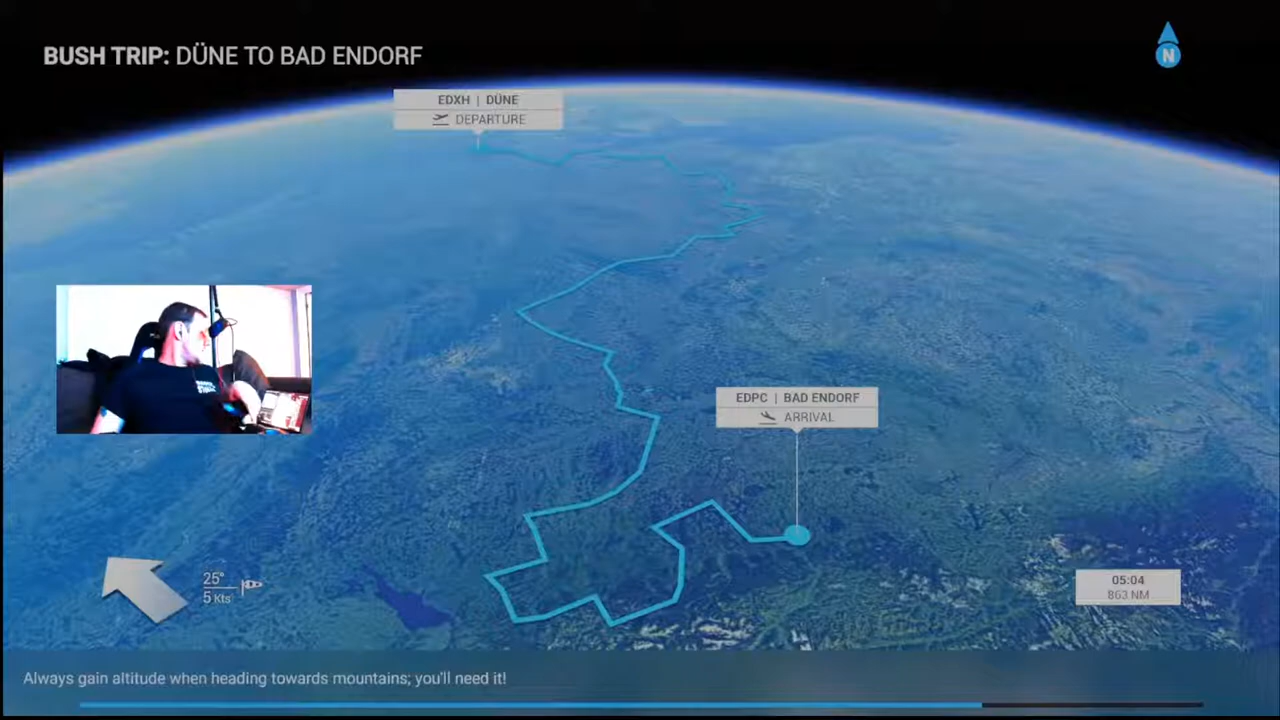 BUSH TRIP: DÜNE TO BAD ENDORF
N
EDXH | DÜNE
DEPARTURE
EDPC | BAD ENDORF
ARRIVAL
25°
5 Kts
05:04
863 NM
Always gain altitude when heading towards mountains; you'll need it!